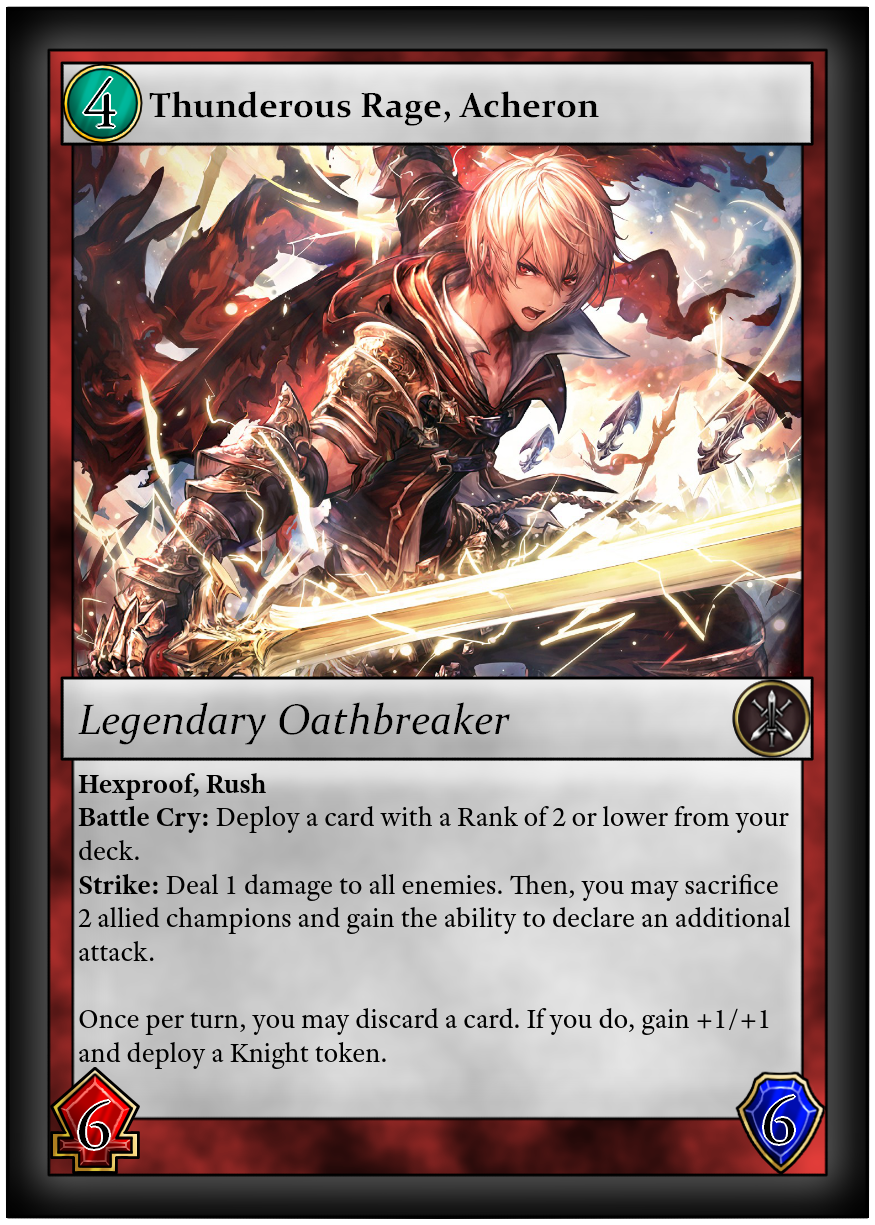 4 Thunderous Rage, Acheron
Legendary Oathbreaker
Hexproof, Rush
Battle Cry: Deploy a card with a Rank of 2 or lower from your
deck.
Strike: Deal 1 damage to all enemies. Then, you may sacrifice
2 allied champions and gain the ability to declare an additional
attack.
Once per turn, you may discard a card. If you do, gain +1/+1
and deploy a Knight token.
6 6